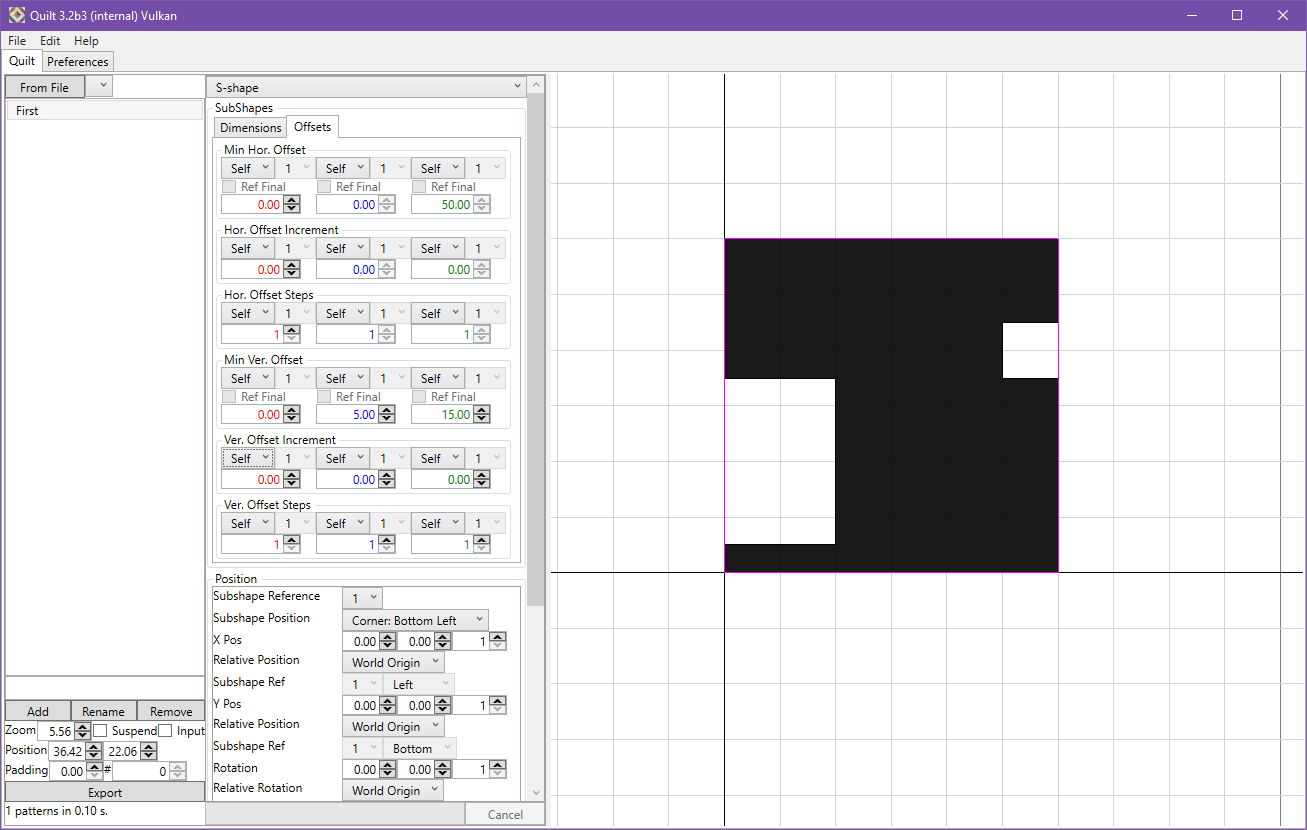 Quilt 3.2b3 (internal) Vulkan
File Edit Help
Quilt Preferences
From File
First
S-shape
SubShapes
Dimensions Offsets
Min Hor. Offset
Self 1 Self 1 Self 1
Ref Final Ref Final Ref Final
0.00 0.00 50.00
Hor. Offset Increment
Self 1 Self 1 Self 1
0.00 0.00 0.00
Hor. Offset Steps
Self 1 Self 1 Self 1
1 1 1
Min Ver. Offset
Self 1 Self 1 Self 1
Ref Final Ref Final Ref Final
0.00 5.00 15.00
Ver. Offset Increment
Self 1 Self 1 Self 1
0.00 0.00 0.00
Ver. Offset Steps
Self 1 Self 1 Self 1
1 1 1
Position
Subshape Reference 1
Subshape Position Corner: Bottom Left
X Pos 0.00 0.00 1
Relative Position World Origin
Subshape Ref 1 Left
Y Pos 0.00 0.00 1
Relative Position World Origin
Subshape Ref 1 Bottom
Rotation 0.00 0.00 1
Relative Rotation World Origin
Cancel
Add Rename Remove
Zoom 5.56 Suspend Input
Position 36.42 22.06
Padding 0.00 # 0
Export
1 patterns in 0.10 s.